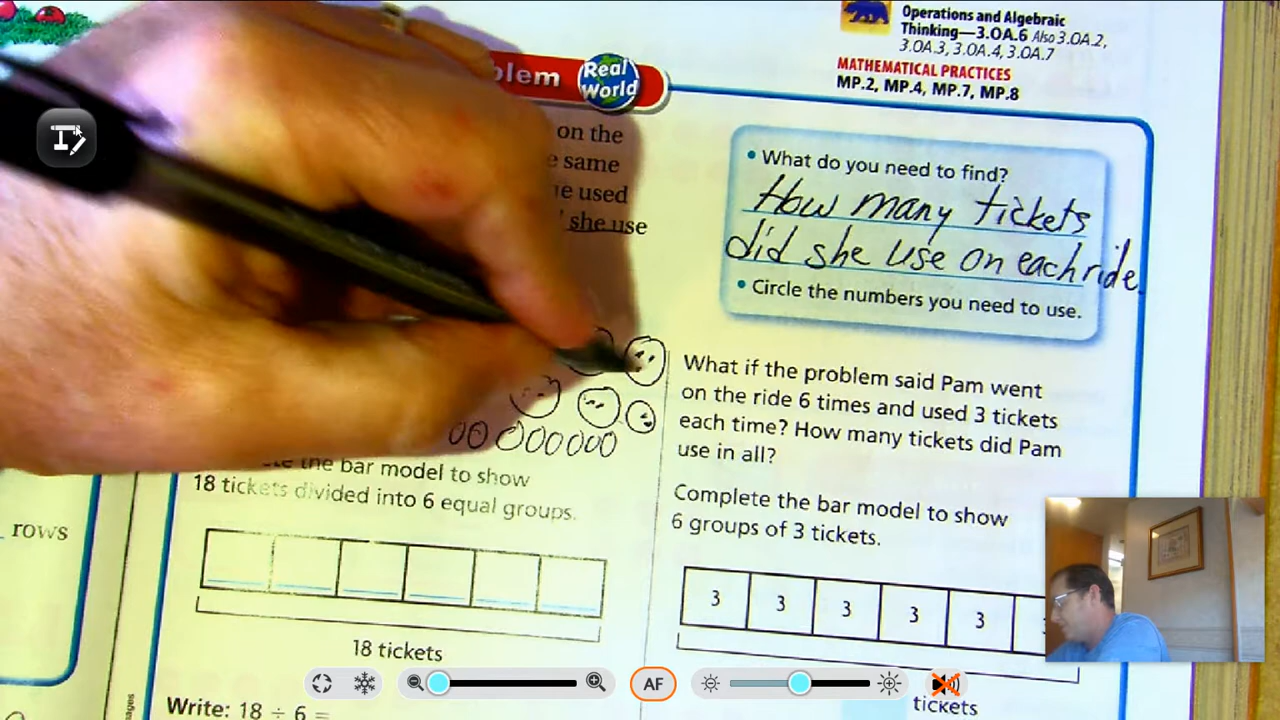 Operations and Algebraic
Thinking—3.OA.6 Also 3.OA.2,
3.OA.3, 3.OA.4, 3.OA.7
MATHEMATICAL PRACTICES
MP.2, MP.4, MP.7, MP.8
Real
World
on the
same
used
she use
• What do you need to find?
How many tickets
did she use on each ride.
• Circle the numbers you need to use.
What if the problem said Pam went
on the ride 6 times and used 3 tickets
each time? How many tickets did Pam
use in all?
the bar model to show
18 tickets divided into 6 equal groups.
18 tickets
Write: 18 ÷ 6 =
Complete the bar model to show
6 groups of 3 tickets.
3 3 3 3 3
tickets
rows
AF